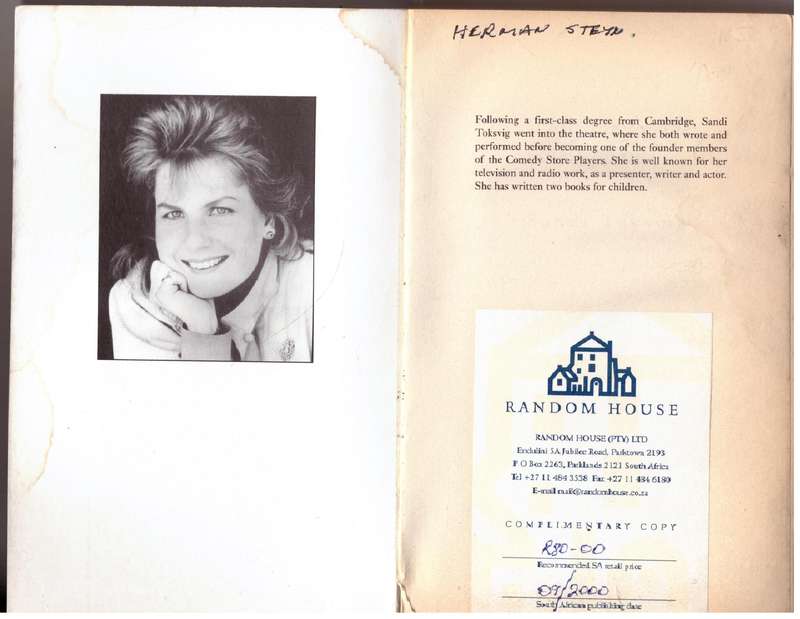 HERMAN STEYN.
Following a first-class degree from Cambridge, Sandi
Toksvig went into the theatre, where she both wrote and
performed before becoming one of the founder members
of the Comedy Store Players. She is well known for her
television and radio work, as a presenter, writer and actor.
She has written two books for children.
RANDOM HOUSE
RANDOM HOUSE (PTY) LTD
Endulini 5A Jubilee Road, Parktown 2193
P O Box 2263, Parklands 2121 South Africa
Tel +27 11 484 3538 Fax +27 11 484 6180
E-mail mail@randomhouse.co.za
COMPLIMENTARY COPY
R80-00
Recommended SA retail price
07/2000
South African publishing date